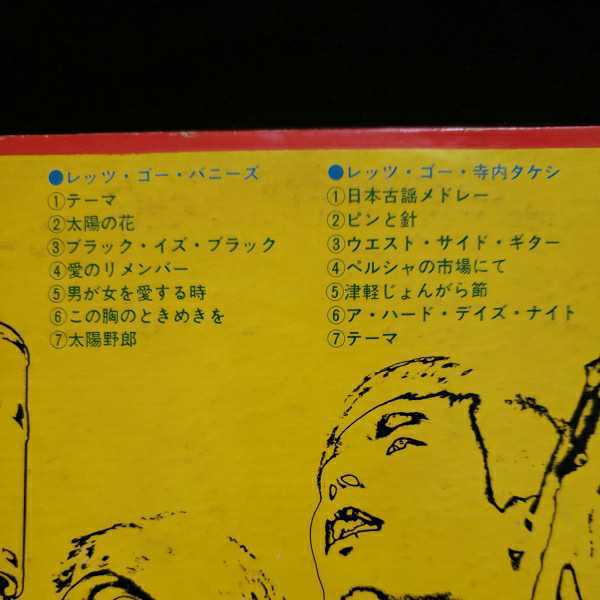 ●レッツ・ゴー・バニーズ
①テーマ
②太陽の花
③ブラック・イズ・ブラック
④愛のリメンバー
⑤男が女を愛する時
⑥この胸のときめきを
⑦太陽野郎
●レッツ・ゴー・寺内タケシ
①日本古謡メドレー
②ピンと針
③ウエスト・サイド・ギター
④ペルシャの市場にて
⑤津軽じょんがら節
⑥ア・ハード・デイズ・ナイト
⑦テーマ